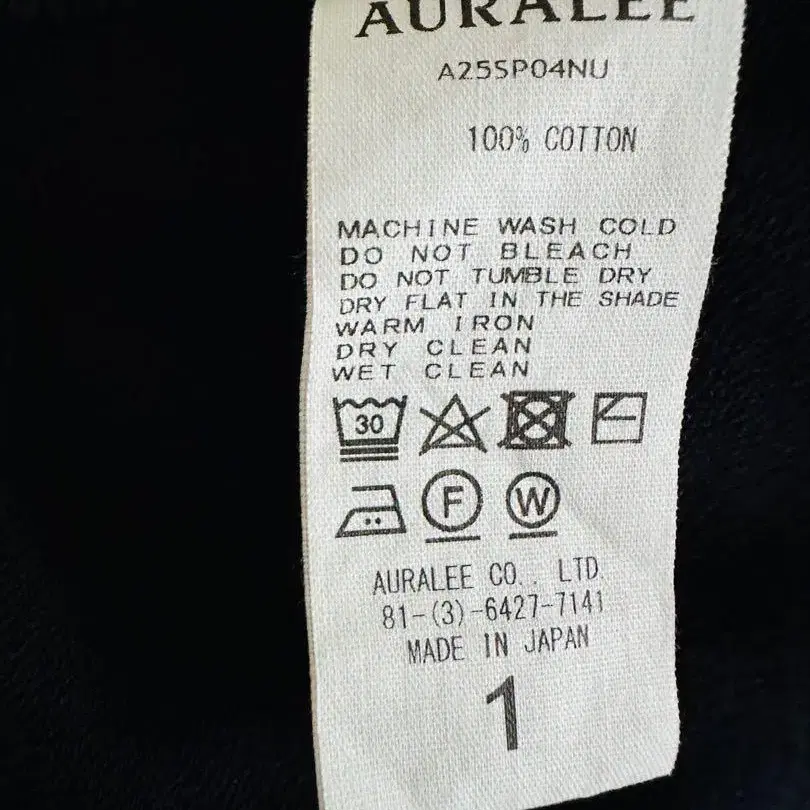 AURALEE
A25SP04NU
100% COTTON
MACHINE WASH COLD
DO NOT BLEACH
DO NOT TUMBLE DRY
DRY FLAT IN THE SHADE
WARM IRON
DRY CLEAN
WET CLEAN
30
F W
AURALEE CO., LTD.
81-(3)-6427-7141
MADE IN JAPAN
1